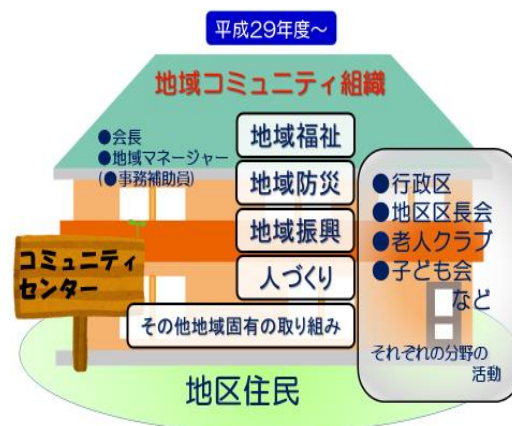 平成29年度～
地域コミュニティ組織
●会長
●地域マネージャー
(●事務補助員)
地域福祉
地域防災
地域振興
人づくり
その他地域固有の取り組み
コミュニティ
センター
●行政区
●地区区長会
●老人クラブ
●子ども会
など
それぞれの分野の
活動
地区住民